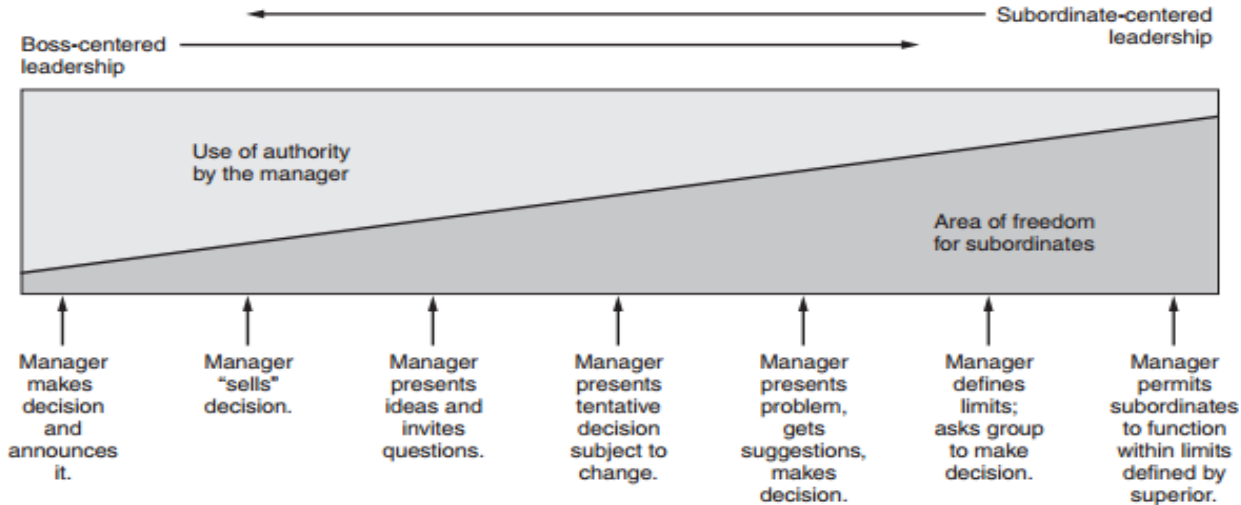 Subordinate-centered
leadership
Boss-centered
leadership
Use of authority
by the manager
Area of freedom
for subordinates
Manager
makes
decision
and
announces
it.
Manager
“sells”
decision.
Manager
presents
ideas and
invites
questions.
Manager
presents
tentative
decision
subject to
change.
Manager
presents
problem,
gets
suggestions,
makes
decision.
Manager
defines
limits;
asks group
to make
decision.
Manager
permits
subordinates
to function
within limits
defined by
superior.